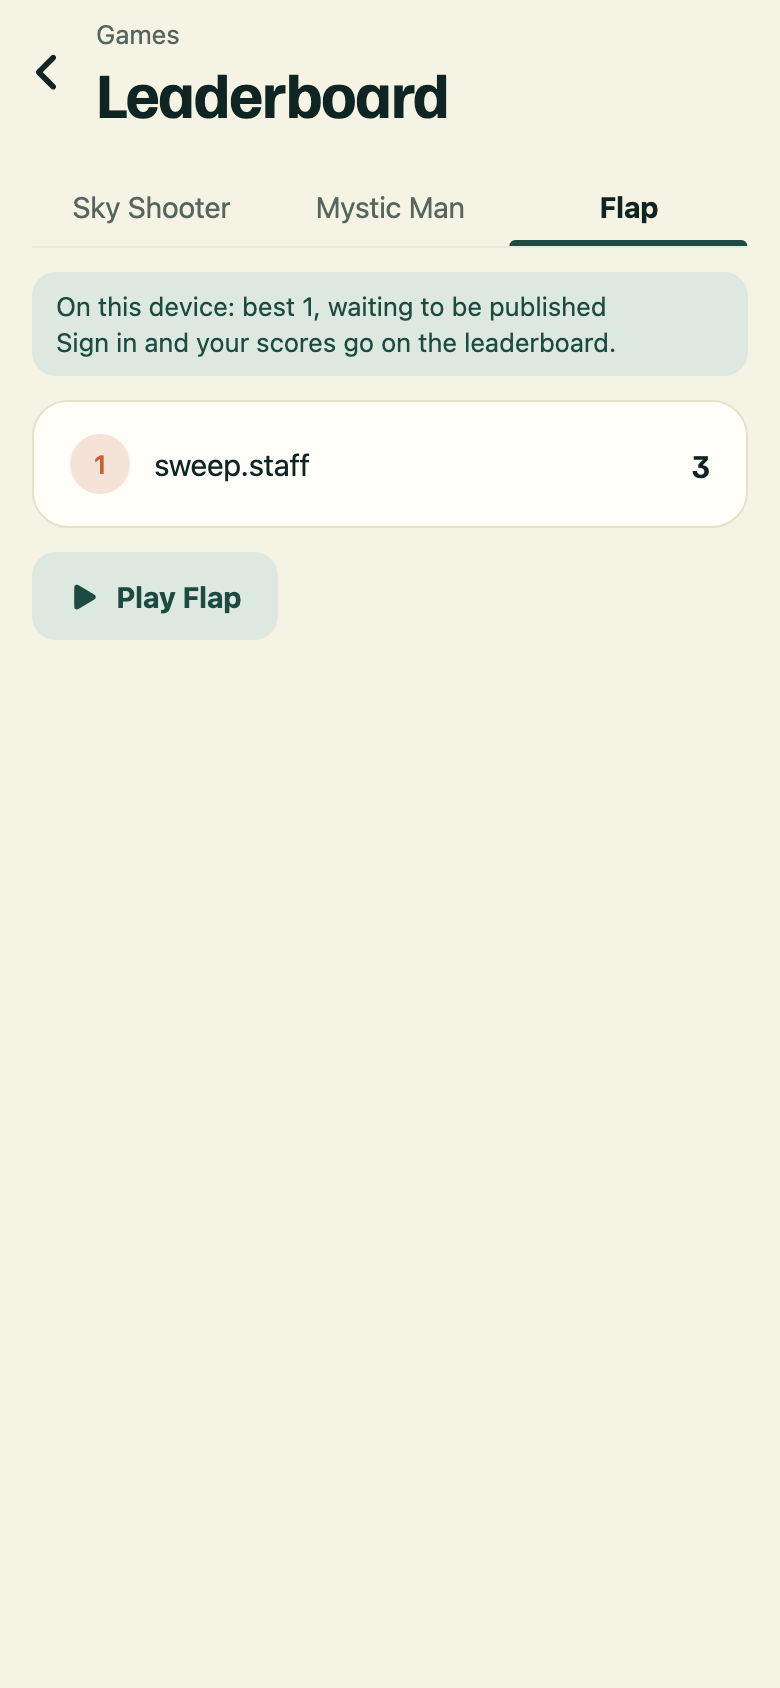 Games
Leaderboard
Sky Shooter
Mystic Man
Flap
On this device: best 1, waiting to be published
Sign in and your scores go on the leaderboard.
1
sweep.staff
3
Play Flap